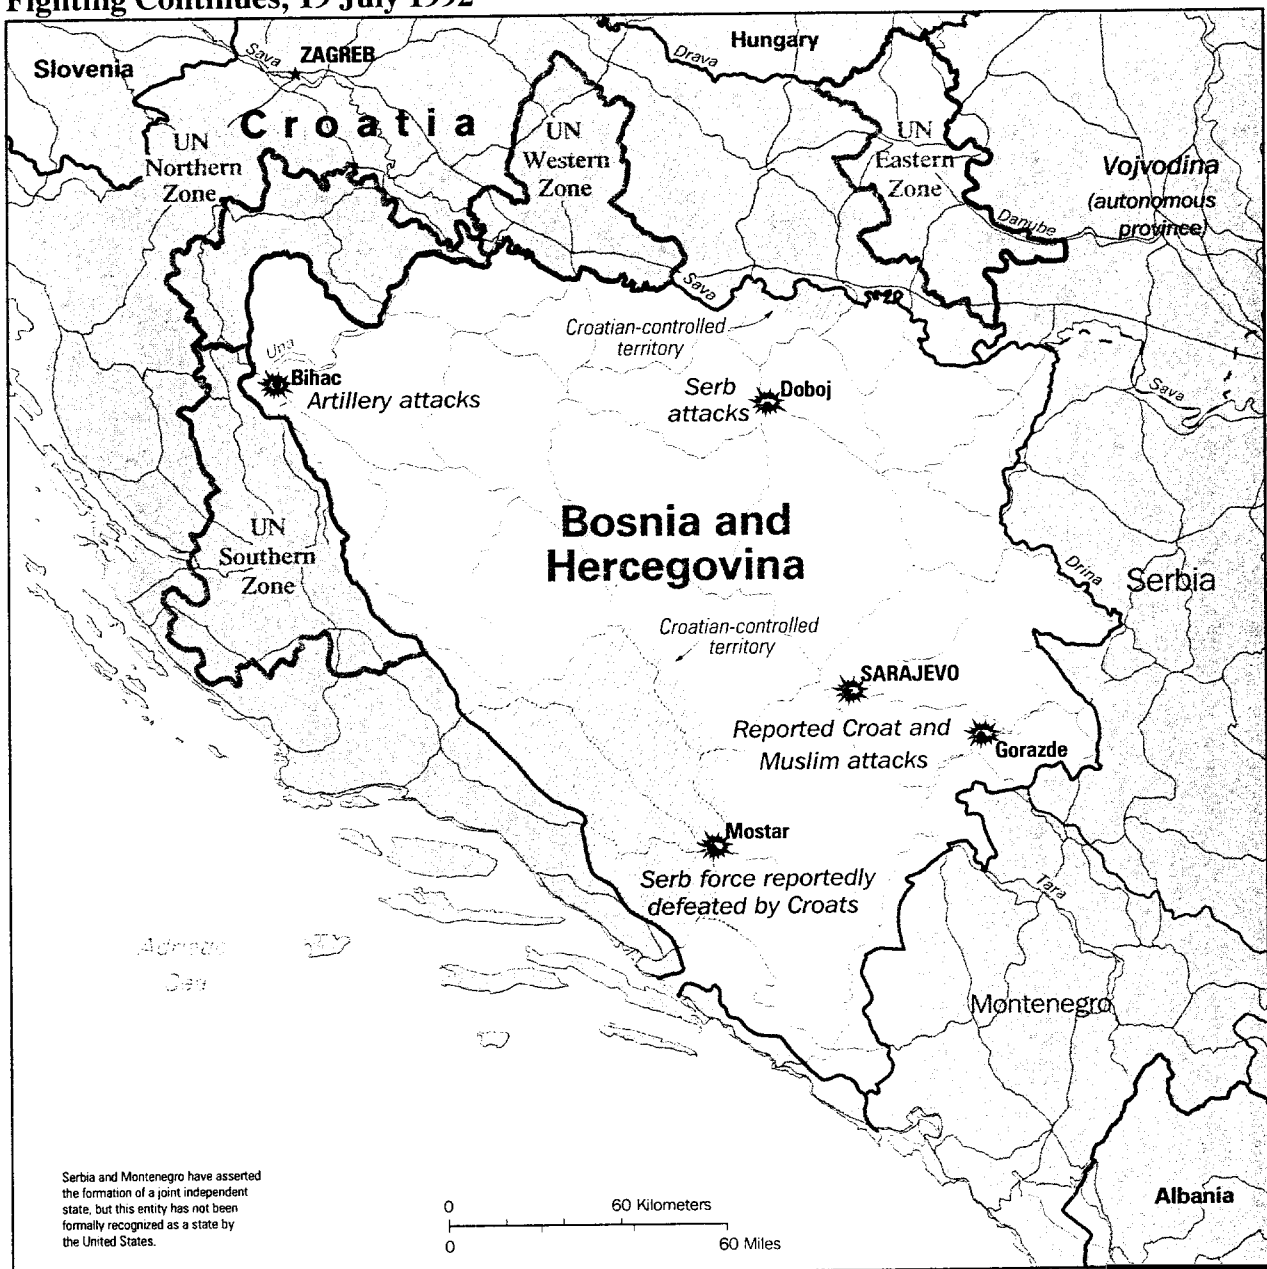 Fighting Continues, 19 July 1992
Hungary
Drava
Slovenia
Sava
ZAGREB
Croatia
UN
Northern
Zone
UN
Western
Zone
UN
Eastern
Zone
Vojvodina
(autonomous
province)
Danube
Sava
Croatian-controlled
territory
Una
Bihac
Artillery attacks
Serb
attacks
Doboj
Sava
Bosnia and
Hercegovina
UN
Southern
Zone
Drina
Serbia
Croatian-controlled
territory
SARAJEVO
Reported Croat and
Muslim attacks
Gorazde
Mostar
Serb force reportedly
defeated by Croats
Tara
Adriatic
Sea
Montenegro
Albania
Serbia and Montenegro have asserted
the formation of a joint independent
state, but this entity has not been
formally recognized as a state by
the United States.
0 60 Kilometers
0 60 Miles